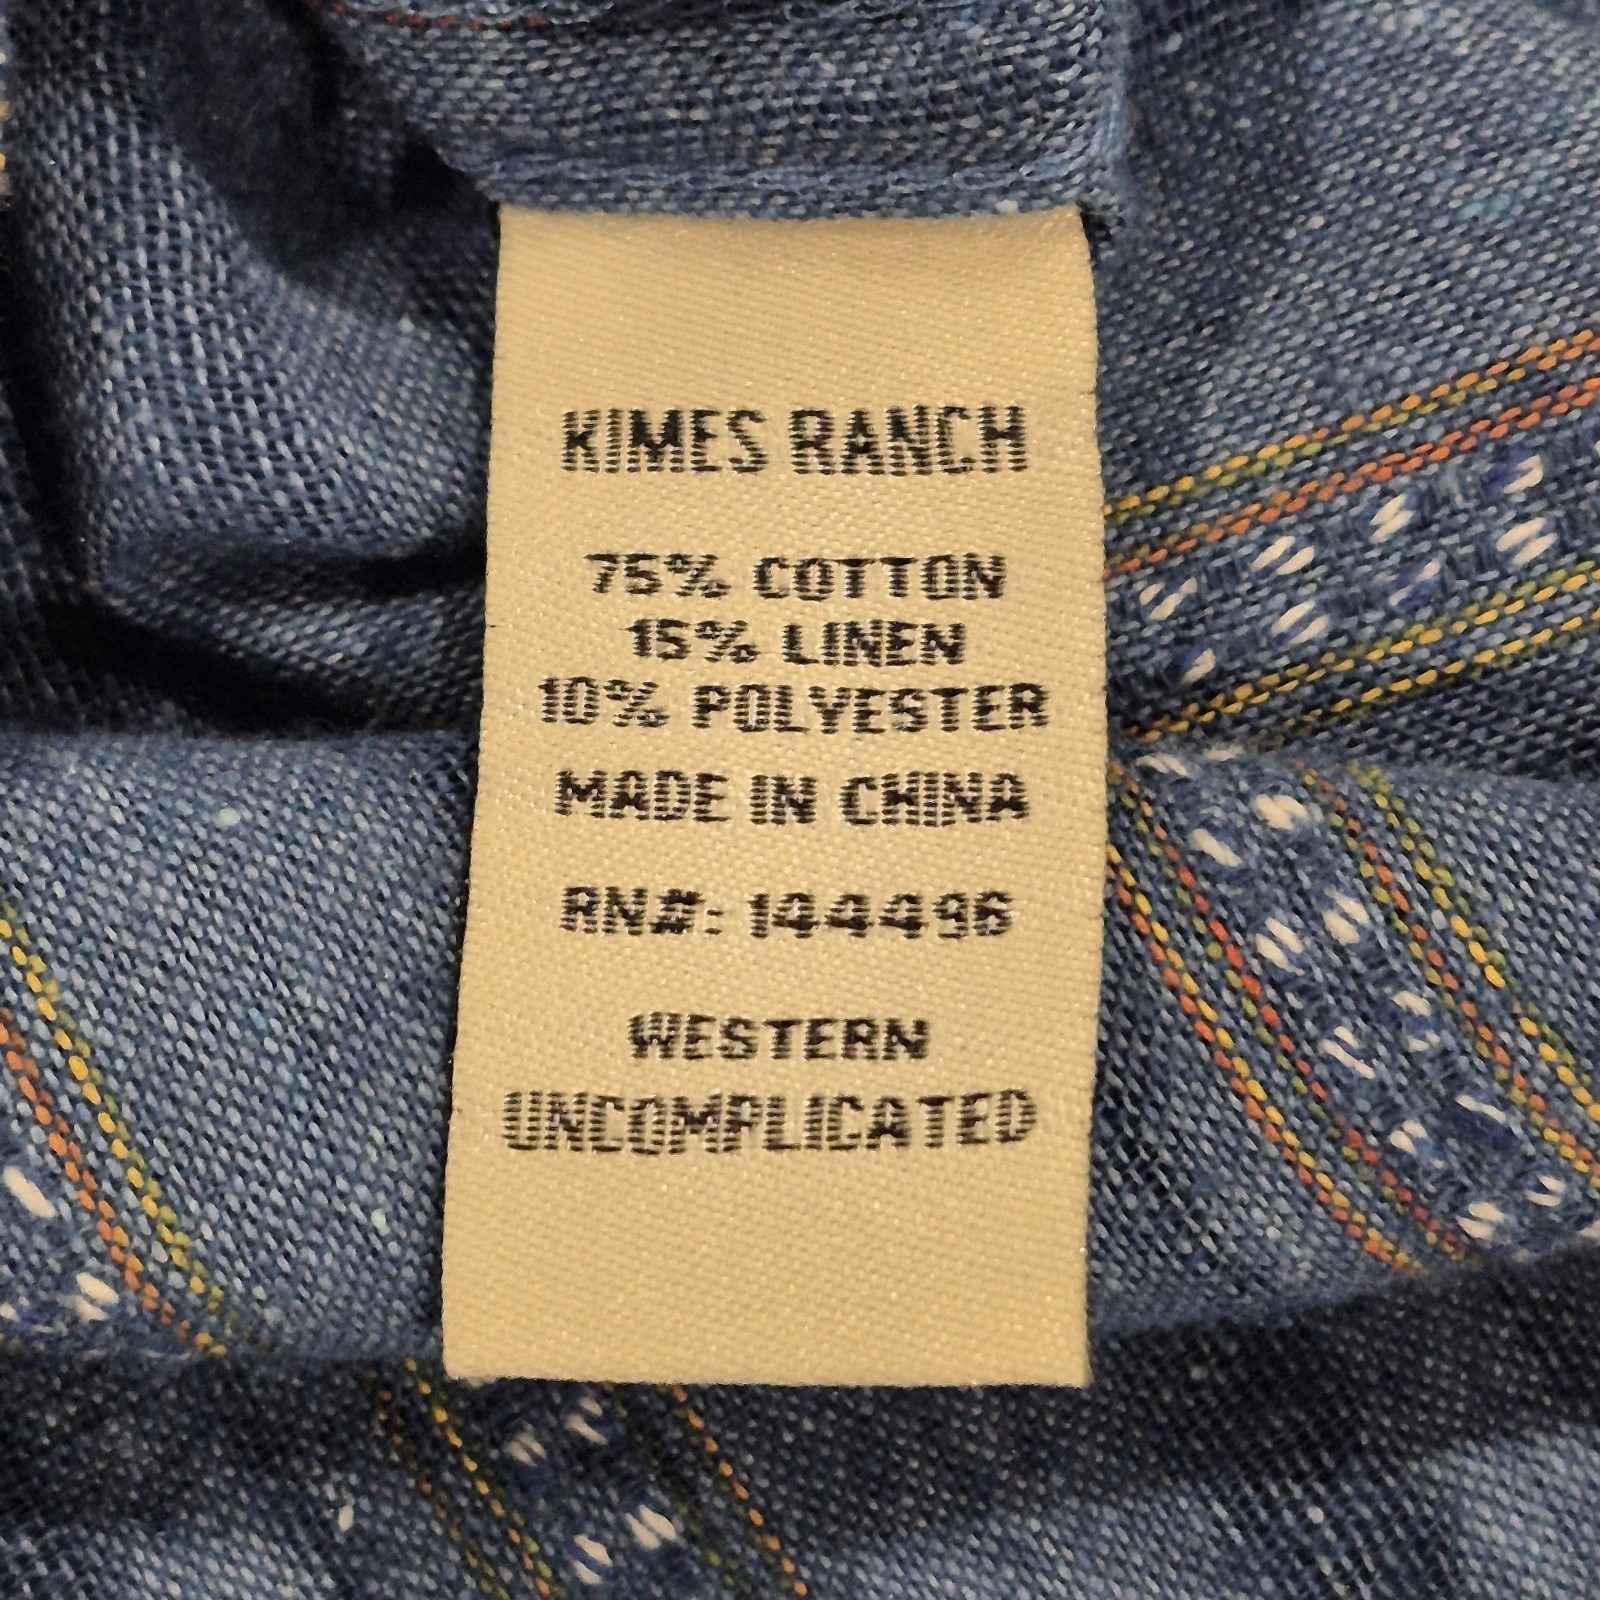 KIMES RANCH
75% COTTON
15% LINEN
10% POLYESTER
MADE IN CHINA
RN#: 144496
WESTERN
UNCOMPLICATED